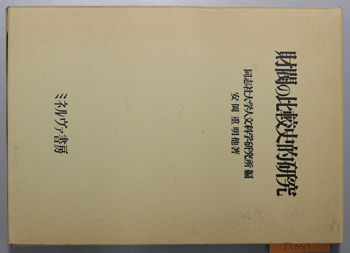 財閥の比較史的研究
同志社大学人文科学研究所編
安岡重明他著
ミネルヴァ書房